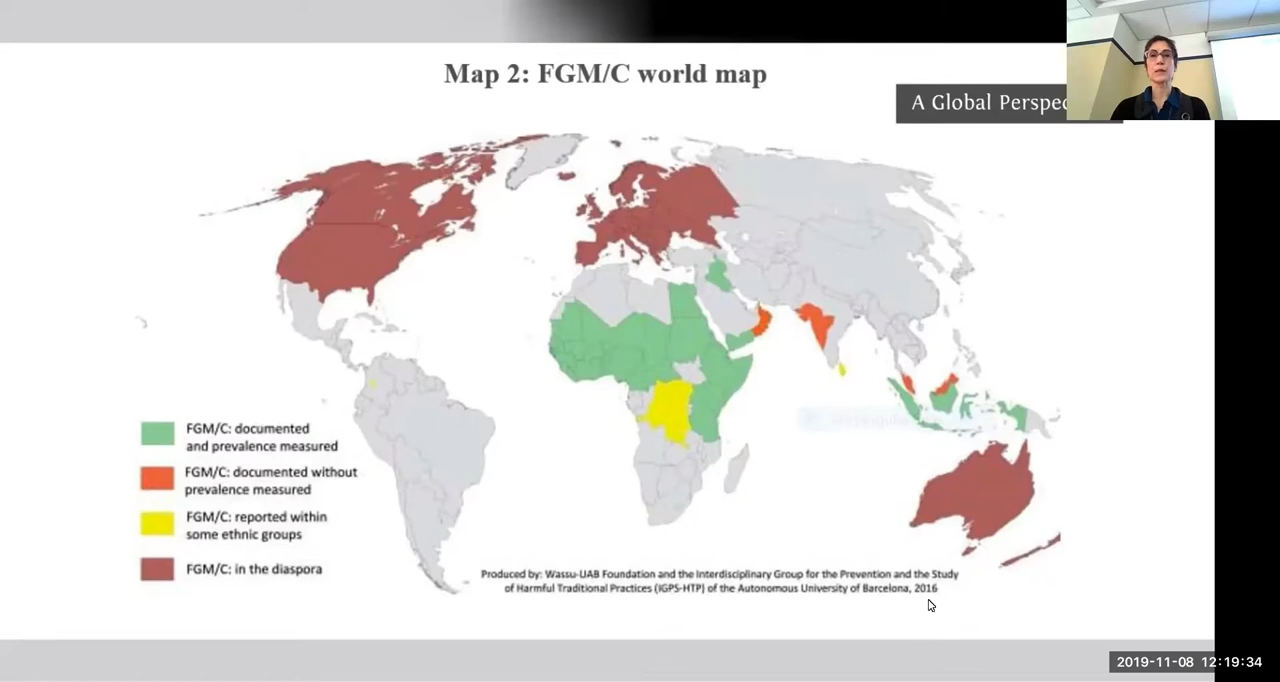 Map 2: FGM/C world map
A Global Perspec
FGM/C: documented
and prevalence measured
FGM/C: documented without
prevalence measured
FGM/C: reported within
some ethnic groups
FGM/C: in the diaspora
Produced by: Wassu-UAB Foundation and the Interdisciplinary Group for the Prevention and the Study
of Harmful Traditional Practices (IGPS-HTP) of the Autonomous University of Barcelona, 2016
2019-11-08 12:19:34